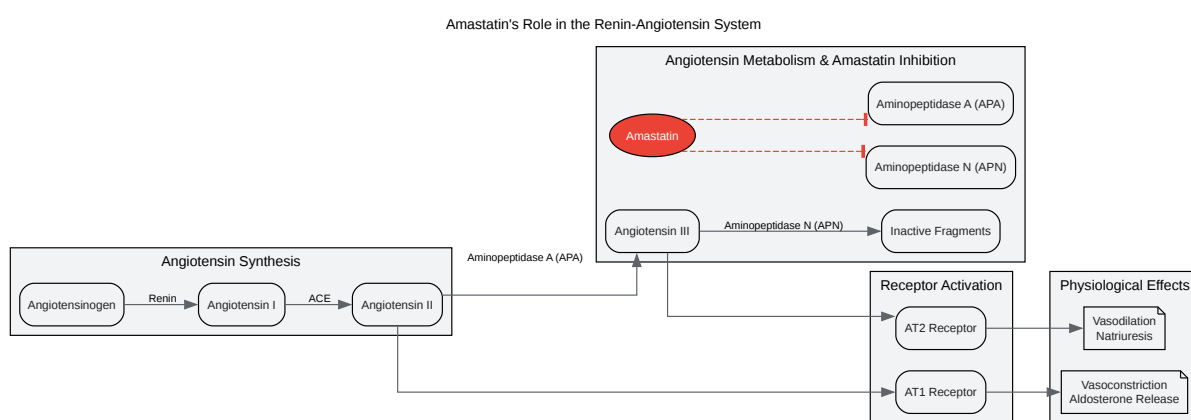 Amastatin's Role in the Renin-Angiotensin System
Angiotensin Metabolism & Amastatin Inhibition
Aminopeptidase A (APA)
Amastatin
Aminopeptidase N (APN)
Angiotensin III
Aminopeptidase N (APN)
Inactive Fragments
Angiotensin Synthesis
Aminopeptidase A (APA)
Angiotensinogen
Renin
Angiotensin I
ACE
Angiotensin II
Receptor Activation
AT2 Receptor
AT1 Receptor
Physiological Effects
Vasodilation
Natriuresis
Vasoconstriction
Aldosterone Release